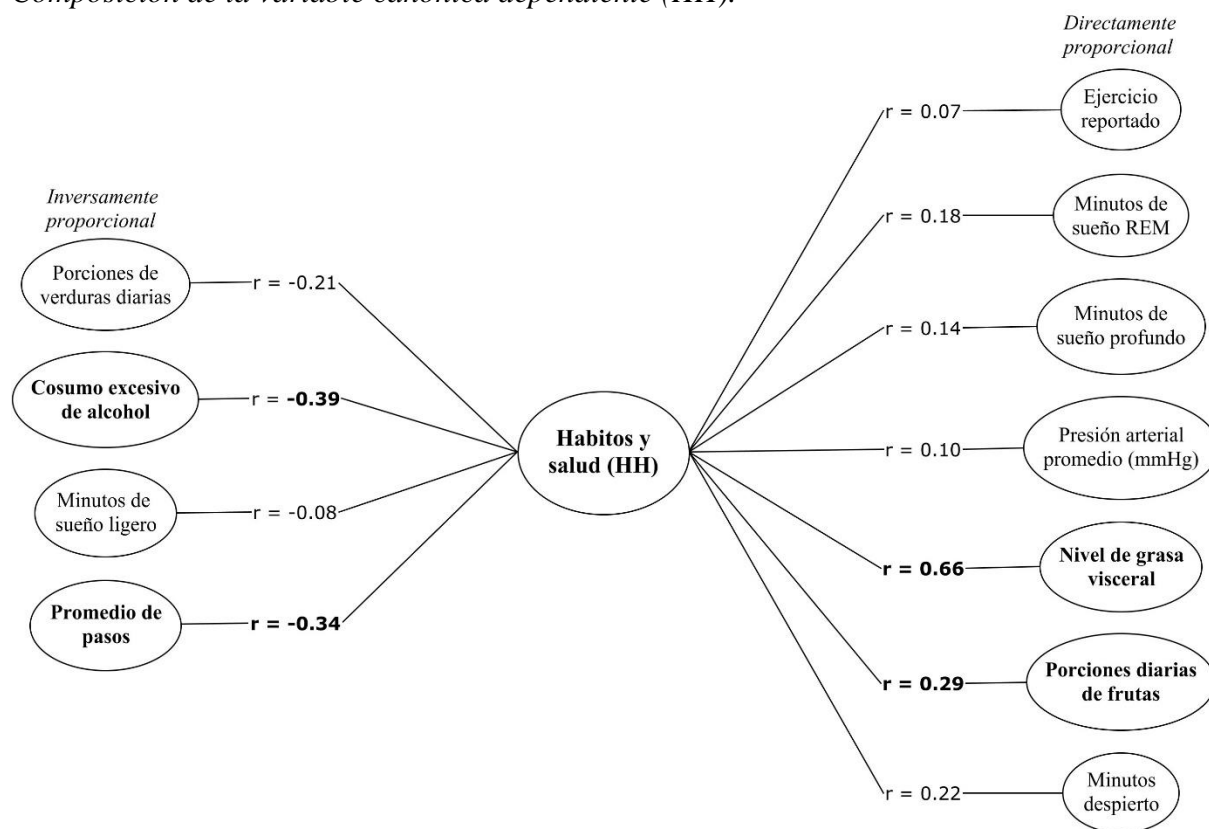 Composición de la variable canónica dependiente (HH).
Directamente
proporcional
Ejercicio
reportado
r = 0.07
Minutos de
sueño REM
r = 0.18
Minutos de
sueño profundo
r = 0.14
Presión arterial
promedio (mmHg)
r = 0.10
Nivel de grasa
visceral
r = 0.66
Porciones diarias
de frutas
r = 0.29
Minutos
despierto
r = 0.22
Habitos y
salud (HH)
Inversamente
proporcional
Porciones de
verduras diarias
r = -0.21
Cosumo excesivo
de alcohol
r = -0.39
Minutos de
sueño ligero
r = -0.08
Promedio de
pasos
r = -0.34